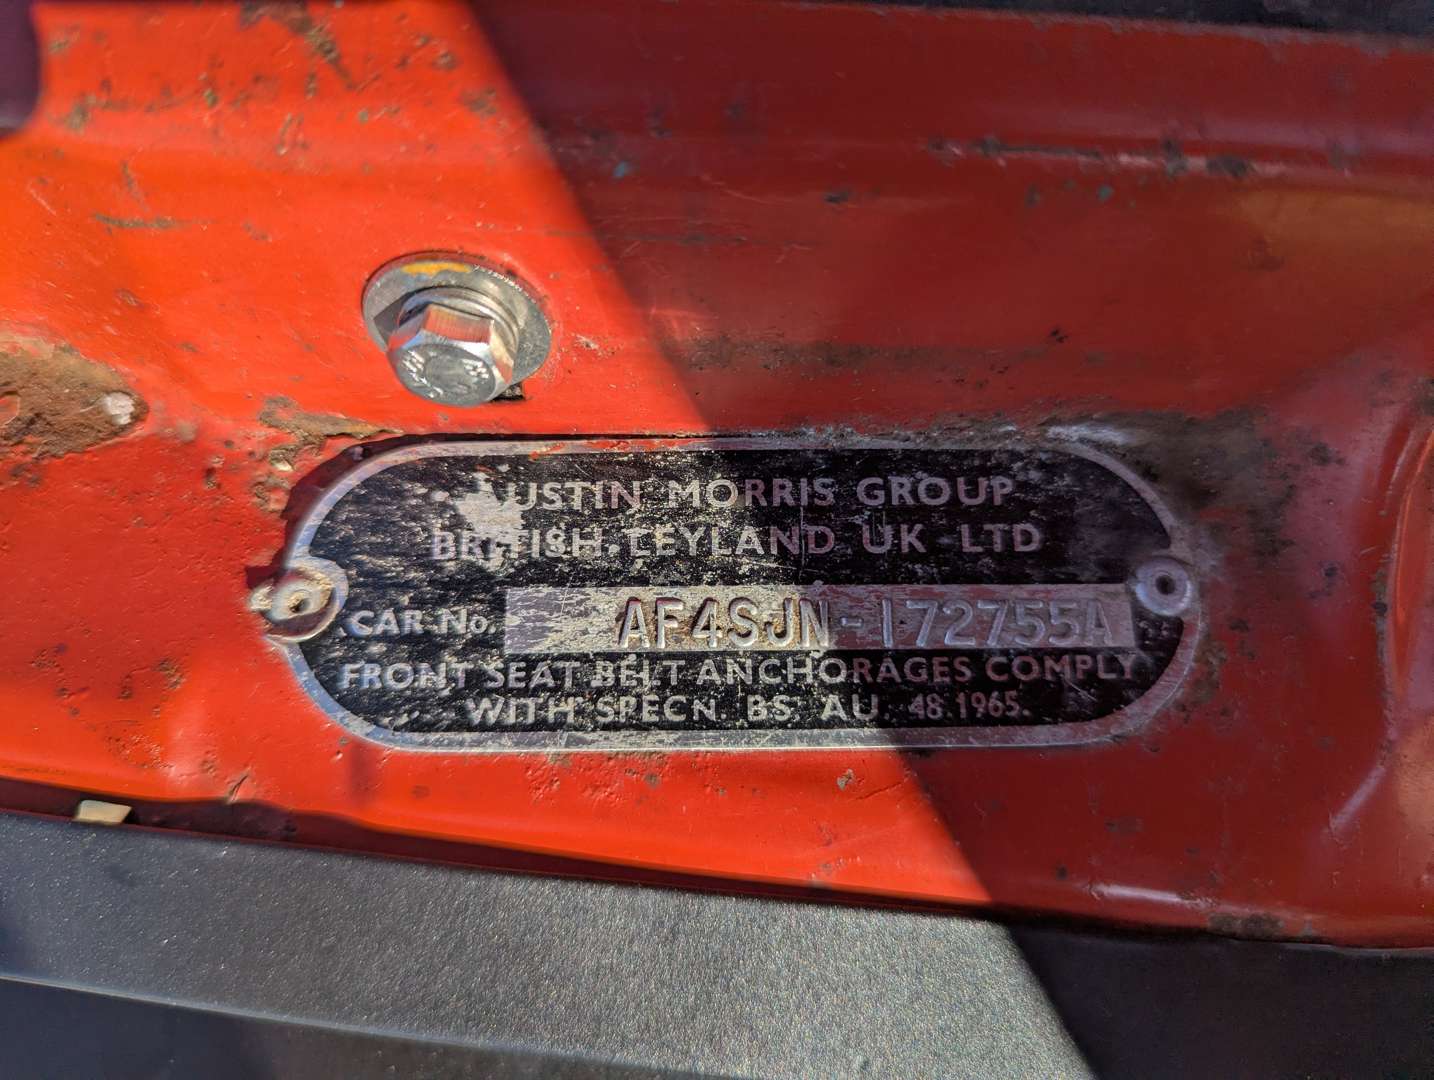 AUSTIN MORRIS GROUP
BRITISH LEYLAND UK LTD
CAR No. AF4SJN-172755A
FRONT SEAT BELT ANCHORAGES COMPLY
WITH SPECN. BS. AU. 48.1965.